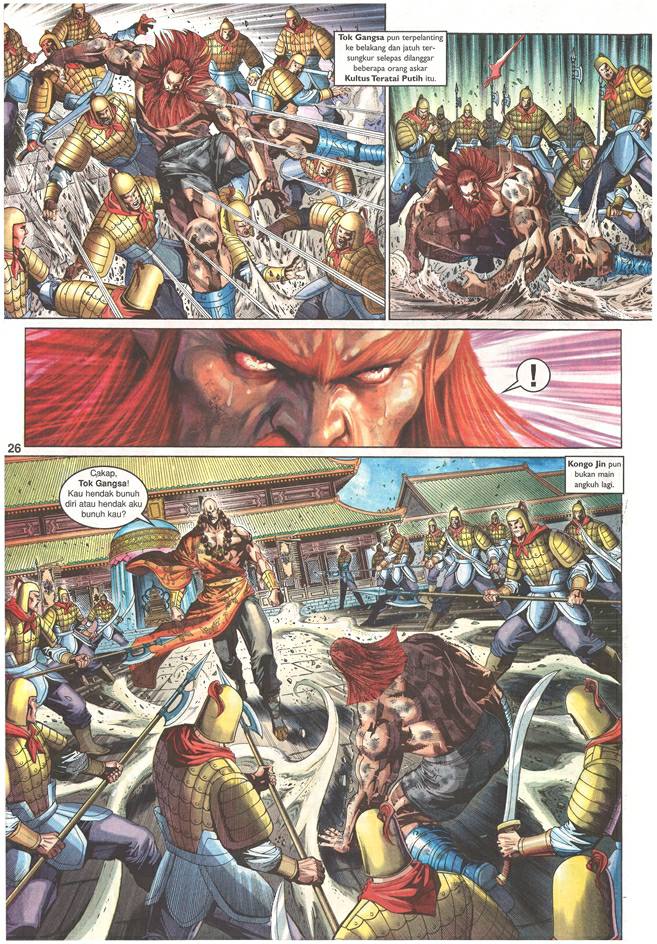 Tok Gangsa pun terpelanting
ke belakang dan jatuh ter-
sungkur selepas dilanggar
beberapa orang askar
Kultus Teratai Putih itu.
!
26
Cakap,
Tok Gangsa!
Kau hendak bunuh
diri atau hendak aku
bunuh kau?
Kongo Jin pun
bukan main
angkuh lagi.